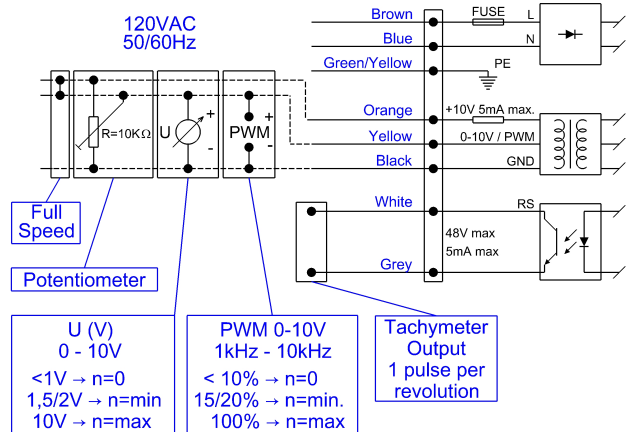 120VAC
50/60Hz
Brown
FUSE
L
Blue
N
Green/Yellow
PE
Orange
+10V 5mA max.
R=10KΩ
U
+
-
PWM
+
-
Yellow
0-10V / PWM
Black
GND
White
RS
48V max
5mA max
Grey
Full
Speed
Potentiometer
U (V)
0 - 10V
<1V → n=0
1,5/2V → n=min
10V → n=max
PWM 0-10V
1kHz - 10kHz
< 10% → n=0
15/20% → n=min.
100% → n=max
Tachymeter
Output
1 pulse per
revolution